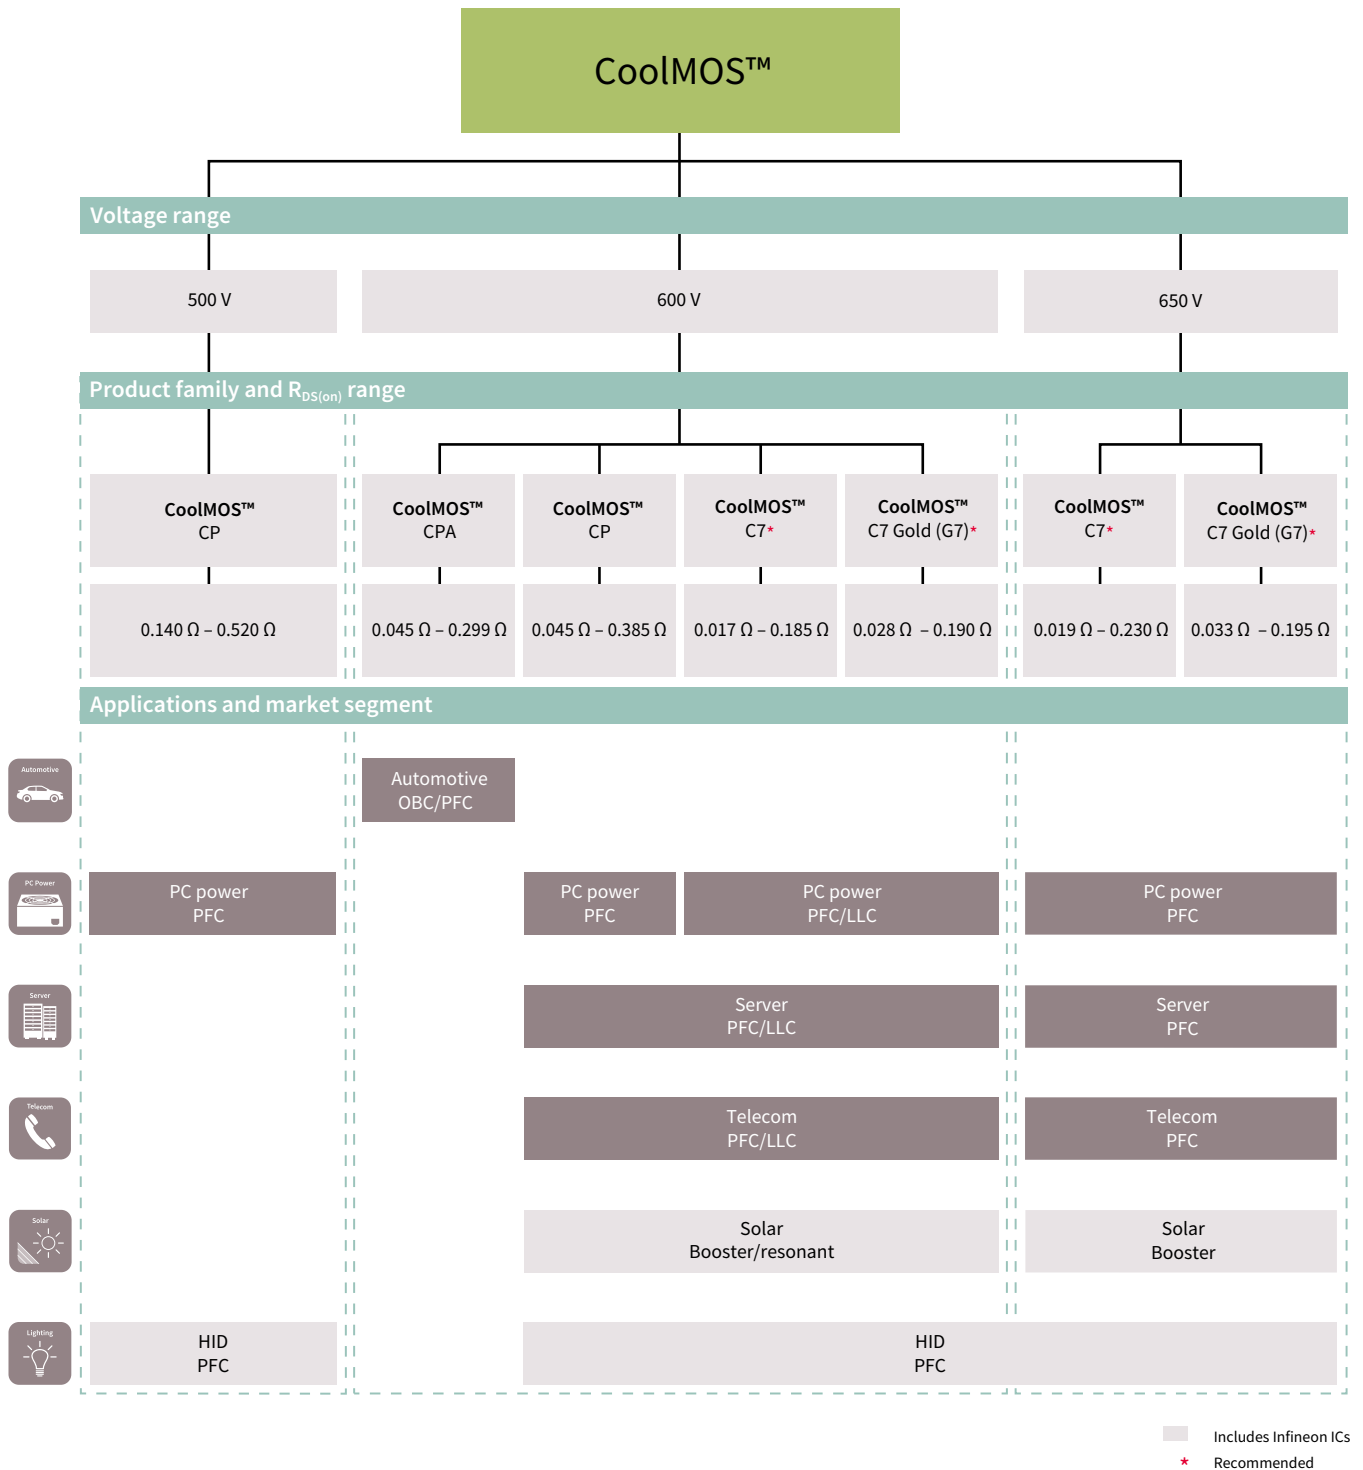 CoolMOS™
Voltage range
500 V
600 V
650 V
Product family and RDS(on) range
CoolMOS™
CP
CoolMOS™
CPA
CoolMOS™
CP
CoolMOS™
C7*
CoolMOS™
C7 Gold (G7)*
CoolMOS™
C7*
CoolMOS™
C7 Gold (G7)*
0.140 Ω – 0.520 Ω
0.045 Ω – 0.299 Ω
0.045 Ω – 0.385 Ω
0.017 Ω – 0.185 Ω
0.028 Ω – 0.190 Ω
0.019 Ω – 0.230 Ω
0.033 Ω – 0.195 Ω
Applications and market segment
Automotive
Automotive
OBC/PFC
PC Power
PC power
PFC
PC power
PFC
PC power
PFC/LLC
PC power
PFC
Server
Server
PFC/LLC
Server
PFC
Telecom
Telecom
PFC/LLC
Telecom
PFC
Solar
Solar
Booster/resonant
Solar
Booster
Lighting
HID
PFC
HID
PFC
Includes Infineon ICs
* Recommended